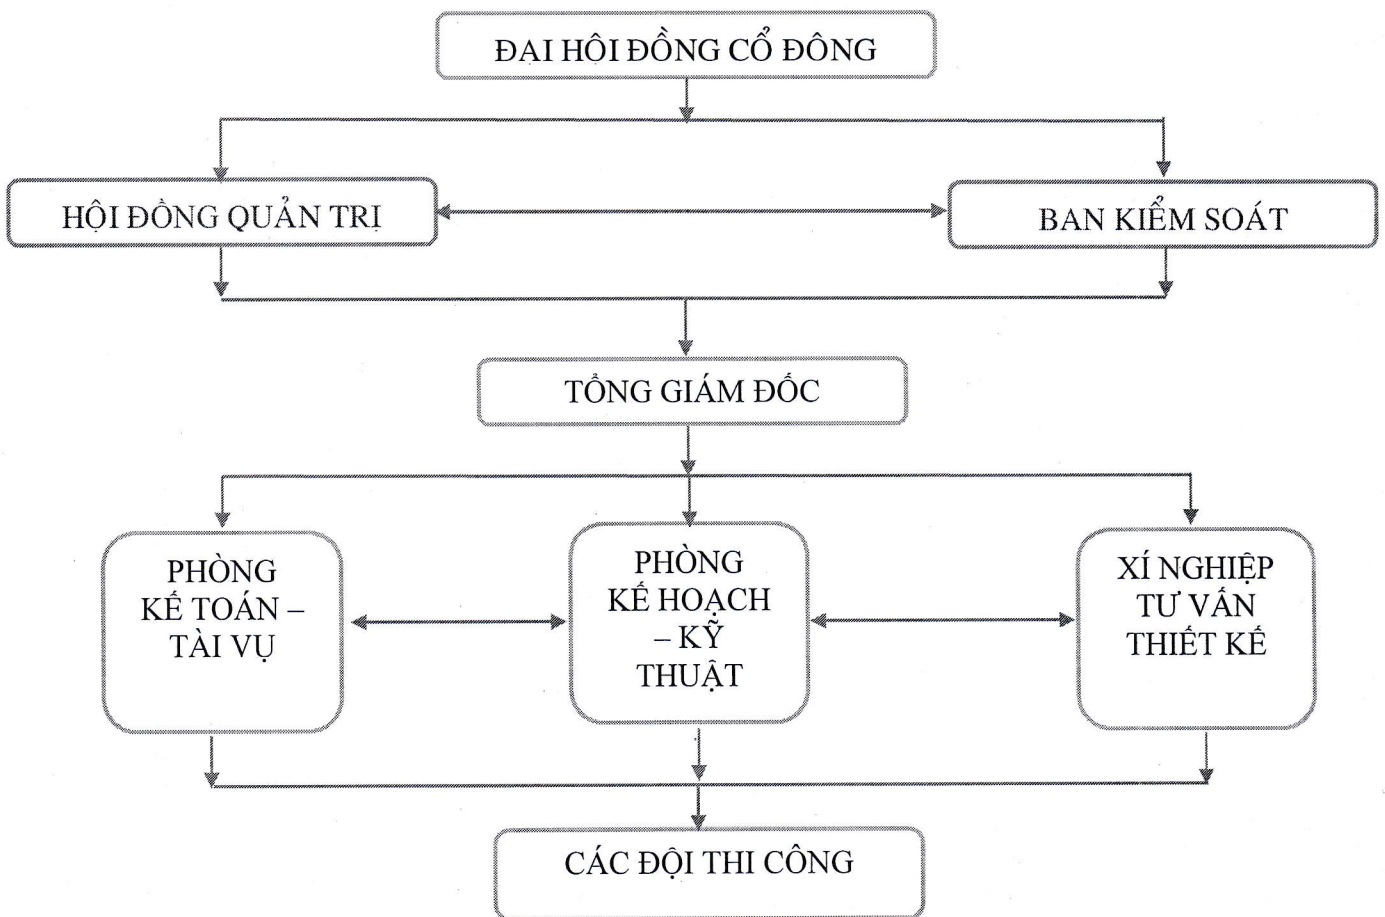 ĐẠI HỘI ĐỒNG CỔ ĐÔNG
HỘI ĐỒNG QUẢN TRỊ
BAN KIỂM SOÁT
TỔNG GIÁM ĐỐC
PHÒNG
KẾ TOÁN –
TÀI VỤ
PHÒNG
KẾ HOẠCH
– KỸ
THUẬT
XÍ NGHIỆP
TƯ VẤN
THIẾT KẾ
CÁC ĐỘI THI CÔNG